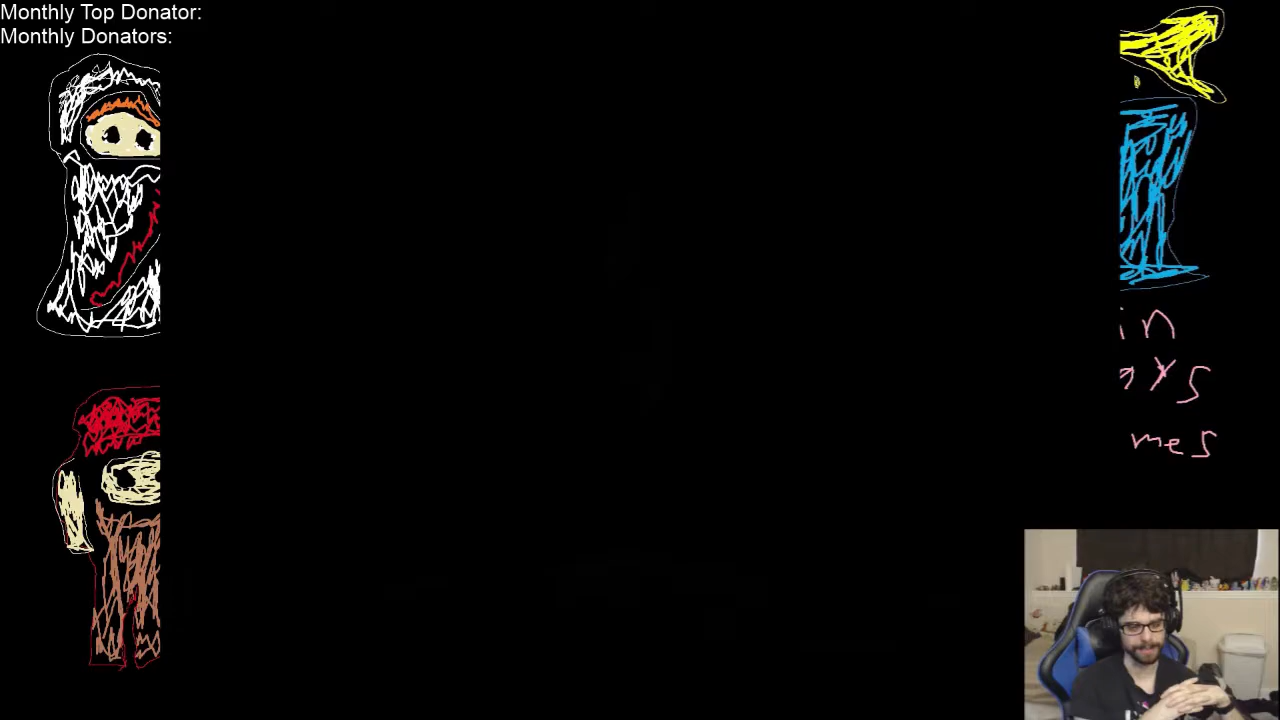 Monthly Top Donator:
Monthly Donators:
in
ays
mes